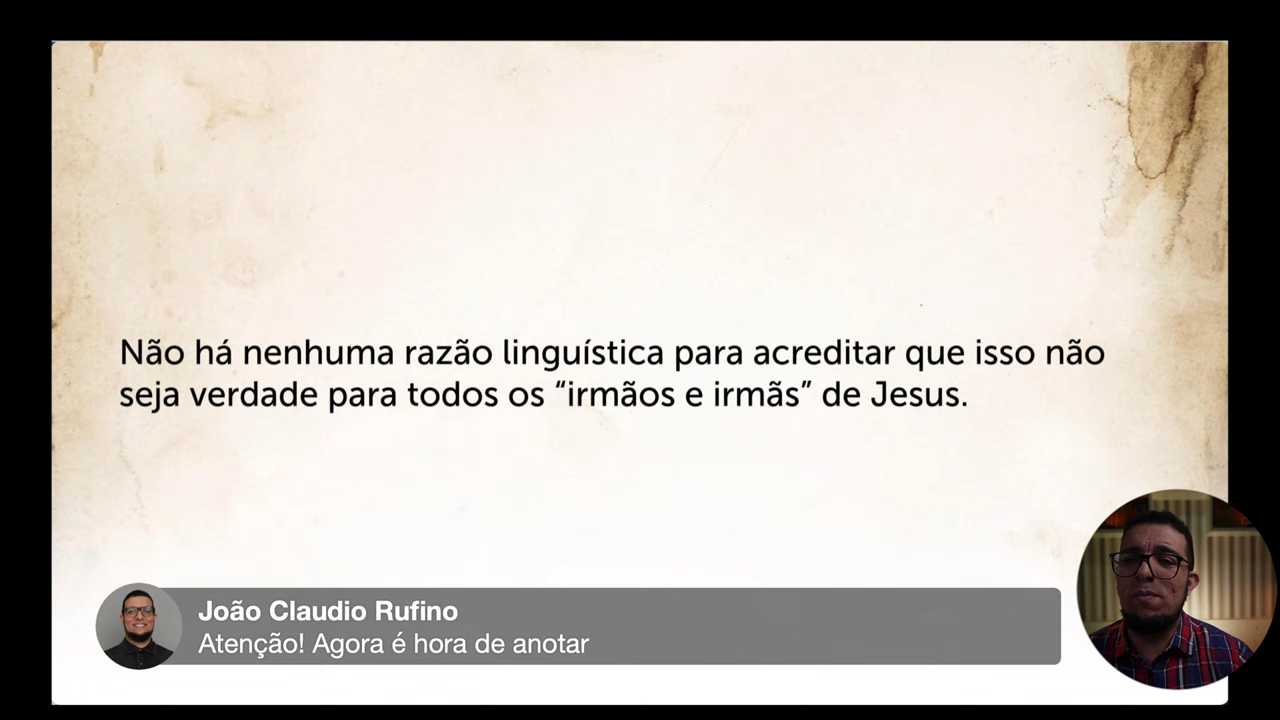 Não há nenhuma razão linguística para acreditar que isso não
seja verdade para todos os “irmãos e irmãs” de Jesus.
João Claudio Rufino
Atenção! Agora é hora de anotar